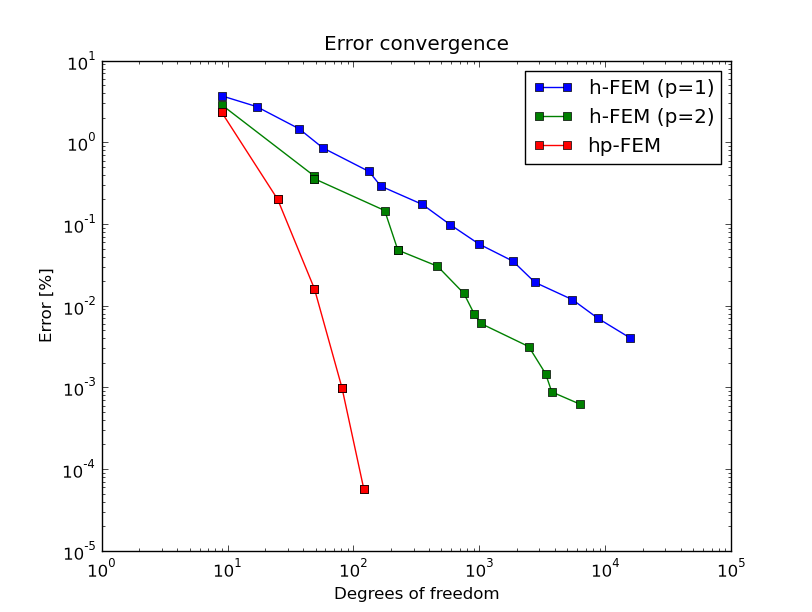 Error convergence
h-FEM (p=1)
h-FEM (p=2)
hp-FEM
Error [%]
10^1
10^0
10^-1
10^-2
10^-3
10^-4
10^-5
10^0 10^1 10^2 10^3 10^4 10^5
Degrees of freedom